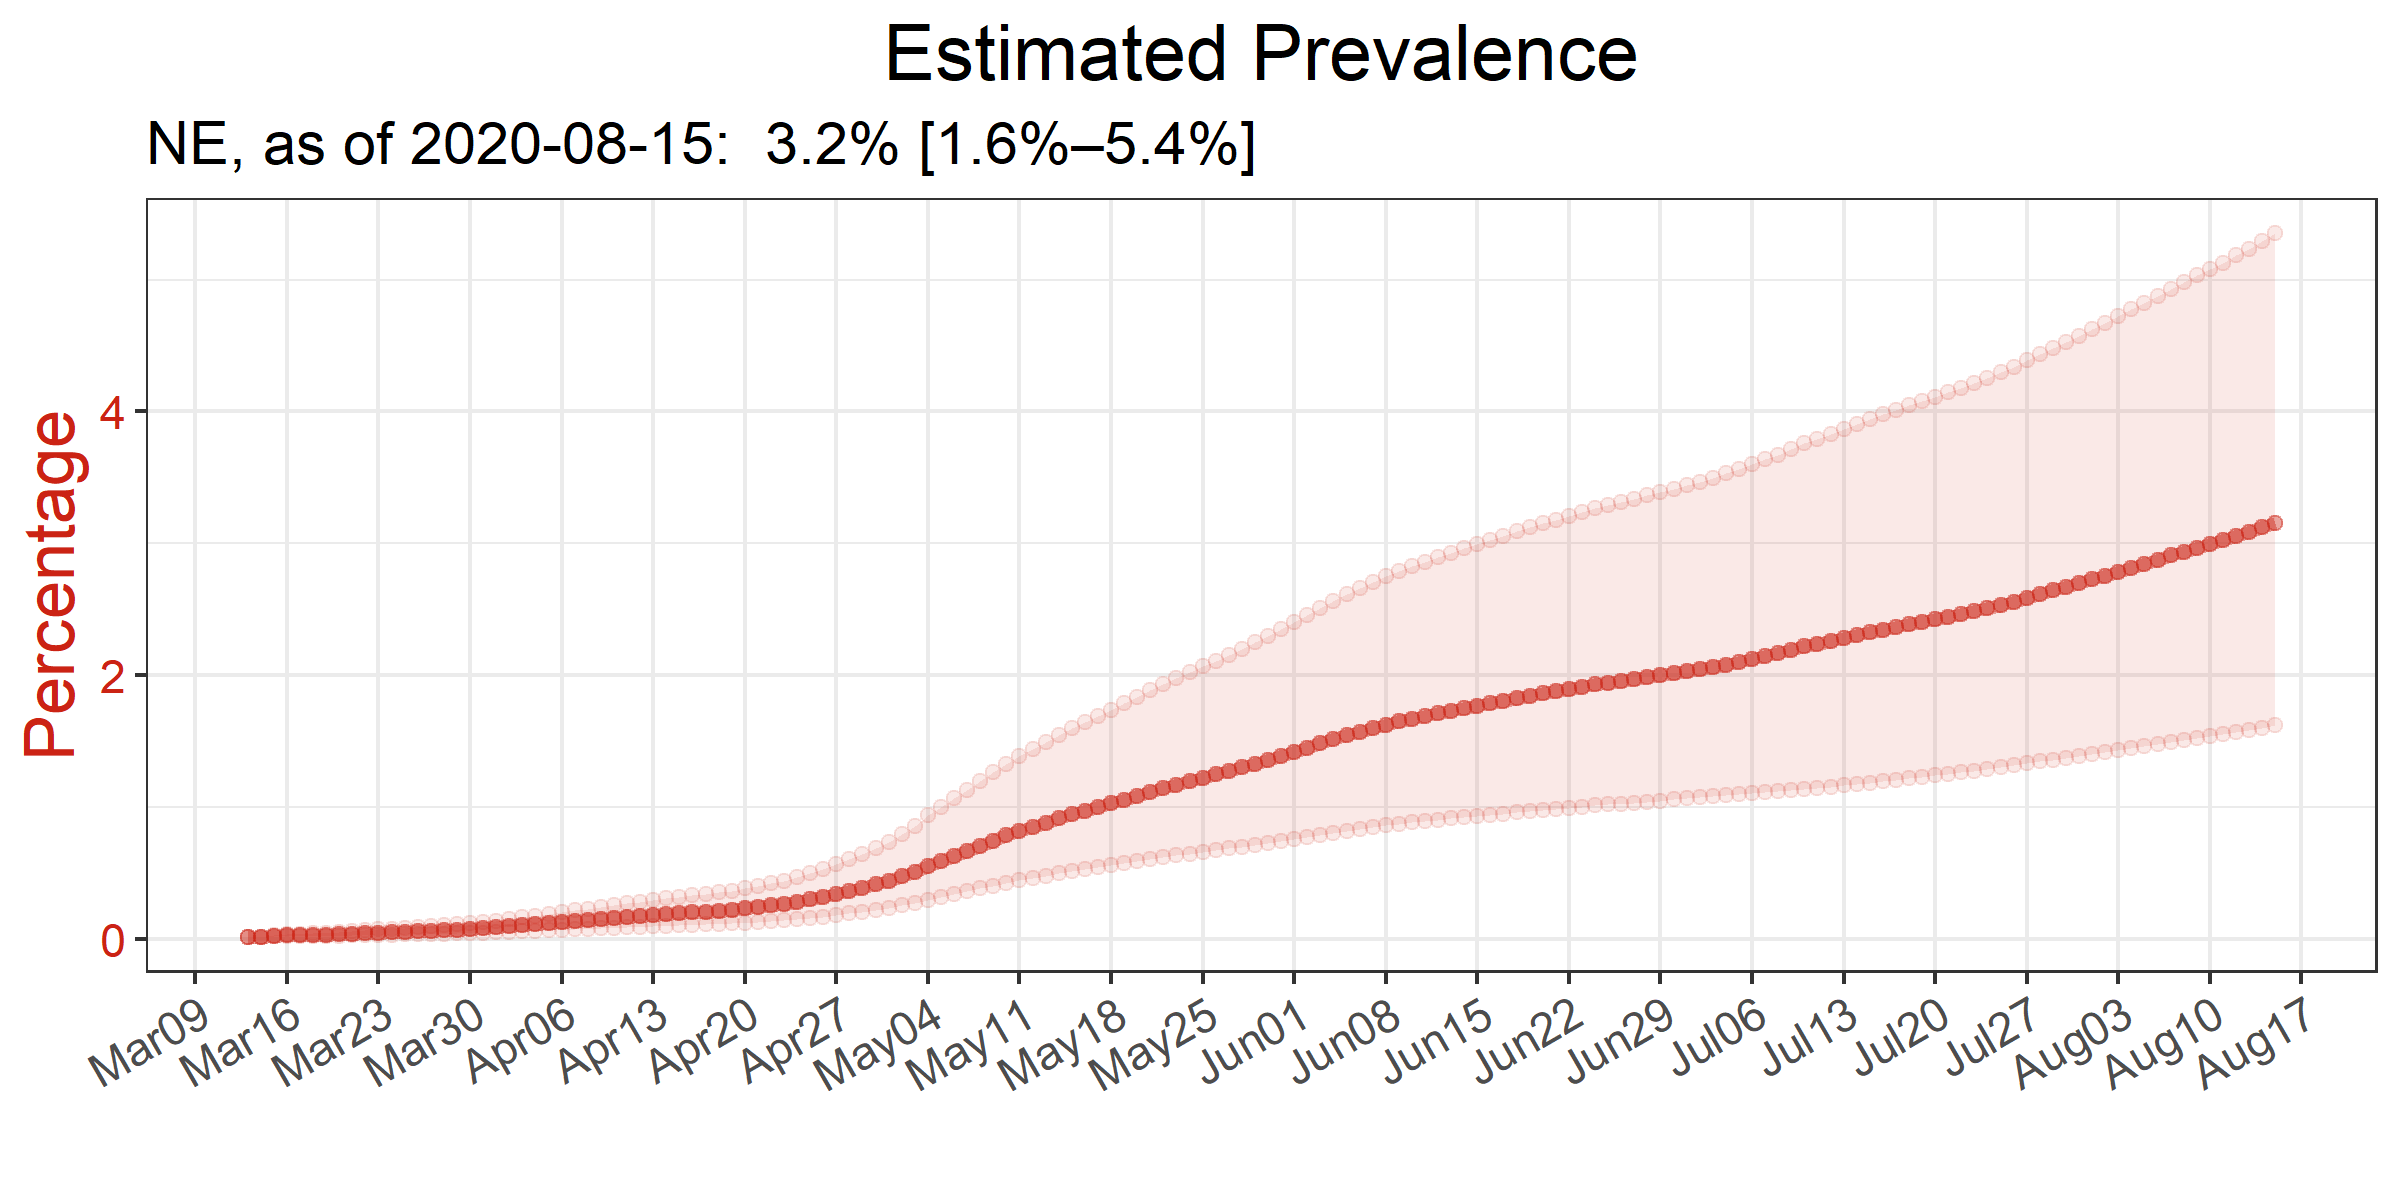 Estimated Prevalence
NE, as of 2020-08-15:  3.2% [1.6%–5.4%]
Percentage
4
2
0
Mar09
Mar16
Mar23
Mar30
Apr06
Apr13
Apr20
Apr27
May04
May11
May18
May25
Jun01
Jun08
Jun15
Jun22
Jun29
Jul06
Jul13
Jul20
Jul27
Aug03
Aug10
Aug17